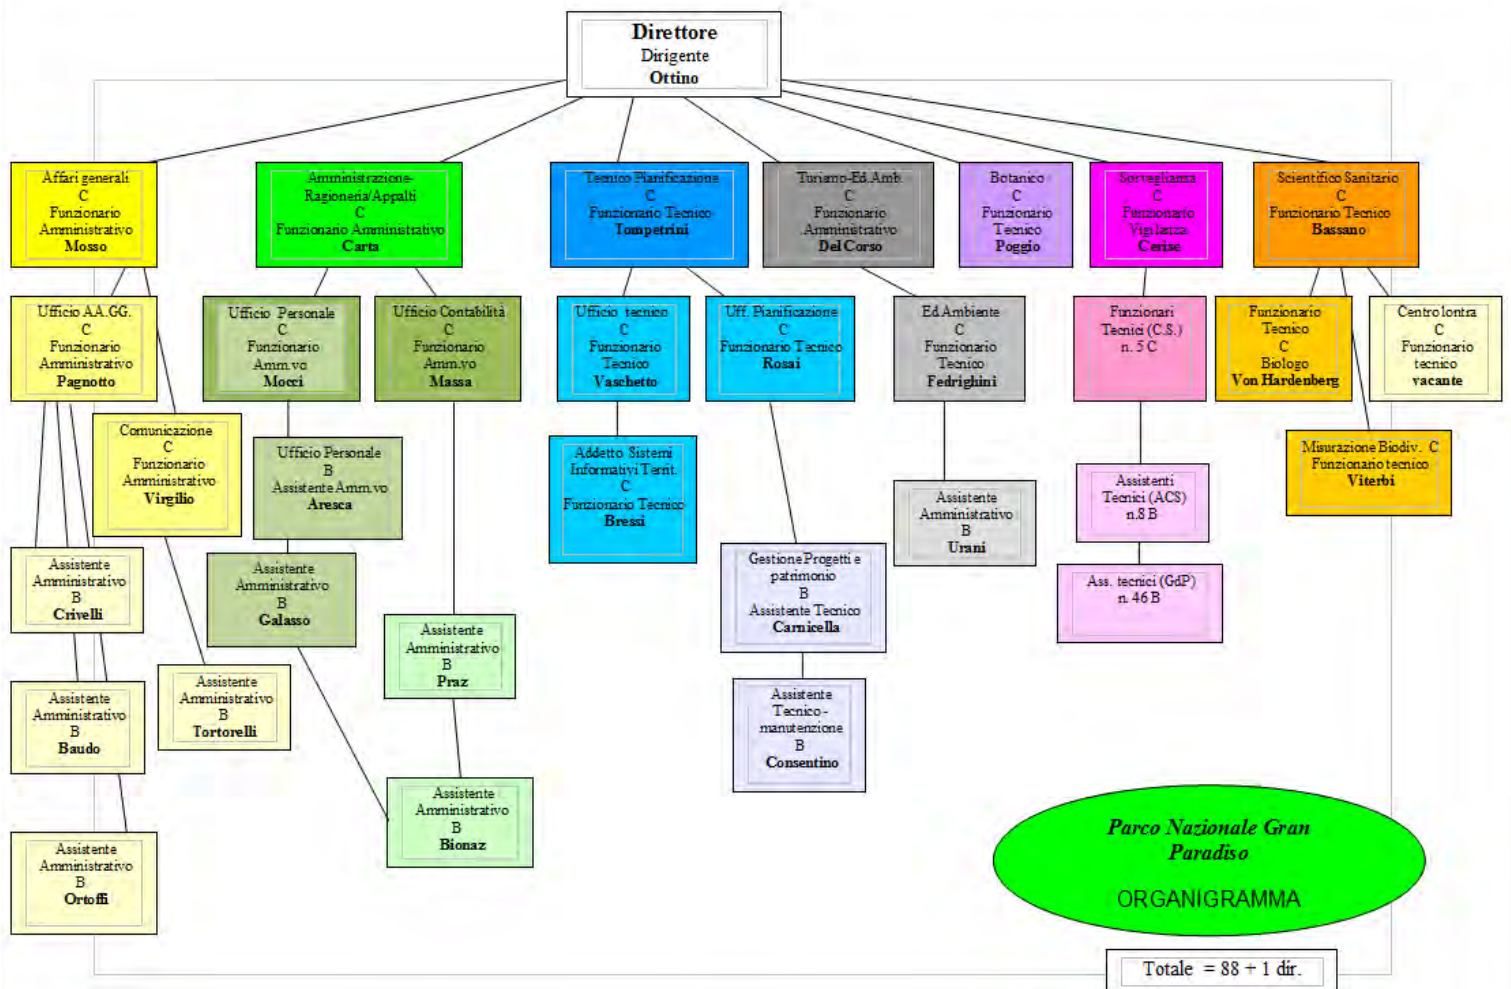 Direttore
Dirigente
Ottino
Affari generali
C
Funzionario
Amministrativo
Mosso
Amministrazione-
Ragioneria/Appalti
C
Funzionario Amministrativo
Carta
Tecnico Pianificazione
C
Funzionario Tecnico
Tompetrini
Turismo-Ed.Amb.
C
Funzionario
Amministrativo
Del Corso
Botanico
C
Funzionario
Tecnico
Poggio
Sorveglianza
C
Funzionario
Vigilanza
Cerise
Scientifico Sanitario
C
Funzionario Tecnico
Bassano
Ufficio AA.GG.
C
Funzionario
Amministrativo
Pagnotto
Ufficio Personale
C
Funzionario
Amm.vo
Mocci
Ufficio Contabilità
C
Funzionario
Amm.vo
Massa
Ufficio tecnico
C
Funzionario
Tecnico
Vaschetto
Uff. Pianificazione
C
Funzionario Tecnico
Rosai
Ed.Ambiente
C
Funzionario
Tecnico
Fedrighini
Funzionari
Tecnici (C.S.)
n. 5 C
Funzionario
Tecnico
C
Biologo
Von Hardenberg
Centro lontra
C
Funzionario
tecnico
vacante
Comunicazione
C
Funzionario
Amministrativo
Virgilio
Ufficio Personale
B
Assistente Amm.vo
Aresca
Addetto Sistemi
Informativi Territ.
C
Funzionario Tecnico
Bressi
Misurazione Biodiv. C
Funzionario tecnico
Viterbi
Assistenti
Tecnici (ACS)
n.8 B
Assistente
Amministrativo
B
Urani
Assistente
Amministrativo
B
Crivelli
Assistente
Amministrativo
B
Galasso
Gestione Progetti e
patrimonio
B
Assistente Tecnico
Carnicella
Ass. tecnici (GdP)
n. 46 B
Assistente
Amministrativo
B
Praz
Assistente
Amministrativo
B
Baudo
Assistente
Amministrativo
B
Tortorelli
Assistente
Tecnico -
manutenzione
B
Consentino
Assistente
Amministrativo
B
Bionaz
Assistente
Amministrativo
B
Ortoffi
Parco Nazionale Gran
Paradiso
ORGANIGRAMMA
Totale = 88 + 1 dir.